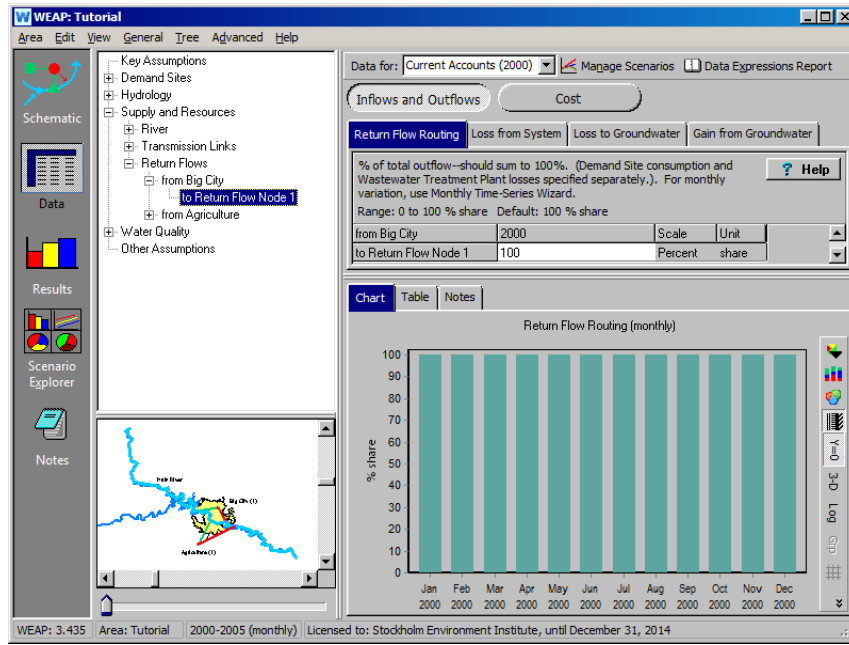 WEAP: Tutorial
Area Edit View General Tree Advanced Help
Schematic
Data
Results
Scenario
Explorer
Notes
Key Assumptions
Demand Sites
Hydrology
Supply and Resources
River
Transmission Links
Return Flows
from Big City
to Return Flow Node 1
from Agriculture
Water Quality
Other Assumptions
Main River
Big City (1)
Agriculture (1)
Data for: Current Accounts (2000) Manage Scenarios Data Expressions Report
Inflows and Outflows Cost
Return Flow Routing Loss from System Loss to Groundwater Gain from Groundwater
% of total outflow--should sum to 100%. (Demand Site consumption and
Wastewater Treatment Plant losses specified separately.). For monthly
variation, use Monthly Time-Series Wizard.
Range: 0 to 100 % share Default: 100 % share
? Help
from Big City 2000 Scale Unit
to Return Flow Node 1 100 Percent share
Chart Table Notes
Return Flow Routing (monthly)
% share
100
90
80
70
60
50
40
30
20
10
0
Jan Feb Mar Apr May Jun Jul Aug Sep Oct Nov Dec
2000 2000 2000 2000 2000 2000 2000 2000 2000 2000 2000 2000
Y=0
3-D
Log
Grp
WEAP: 3.435 Area: Tutorial 2000-2005 (monthly) Licensed to: Stockholm Environment Institute, until December 31, 2014